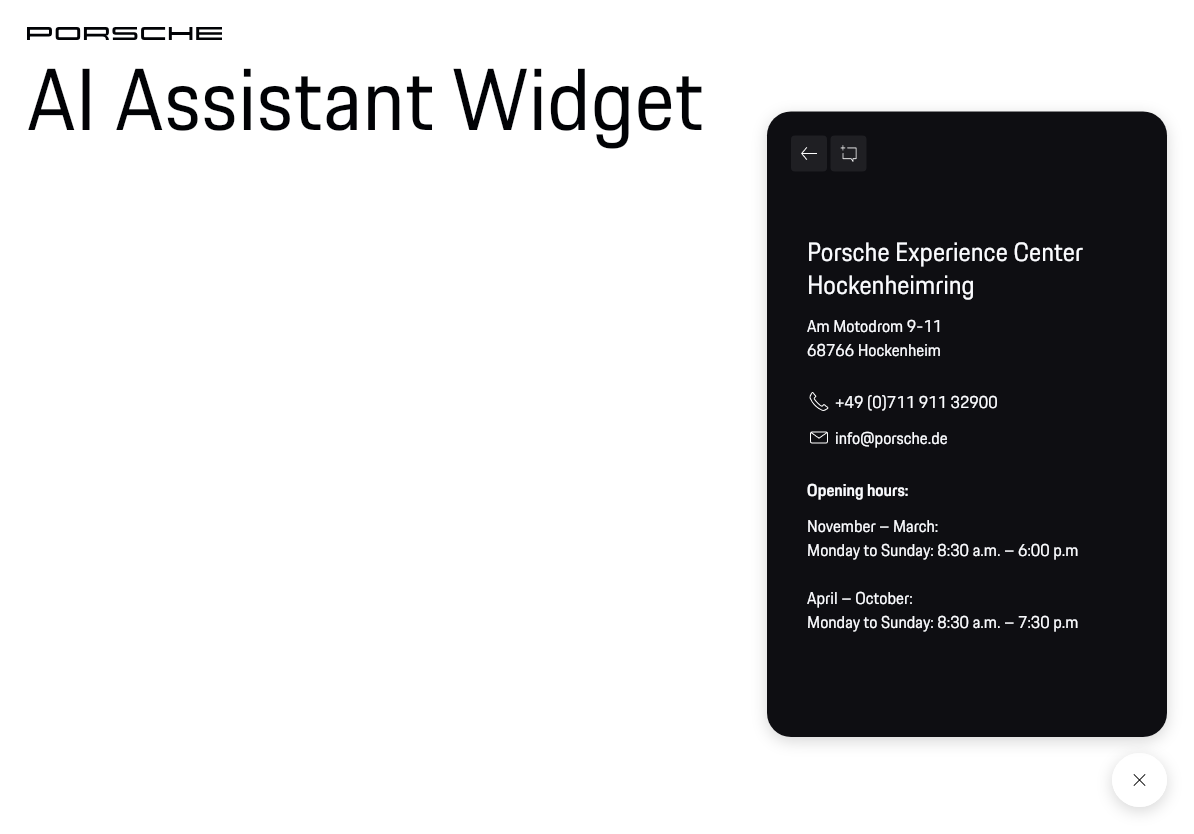 PORSCHE
AI Assistant Widget
Porsche Experience Center
Hockenheimring
Am Motodrom 9-11
68766 Hockenheim
+49 (0)711 911 32900
info@porsche.de
Opening hours:
November – March:
Monday to Sunday: 8:30 a.m. – 6:00 p.m
April – October:
Monday to Sunday: 8:30 a.m. – 7:30 p.m